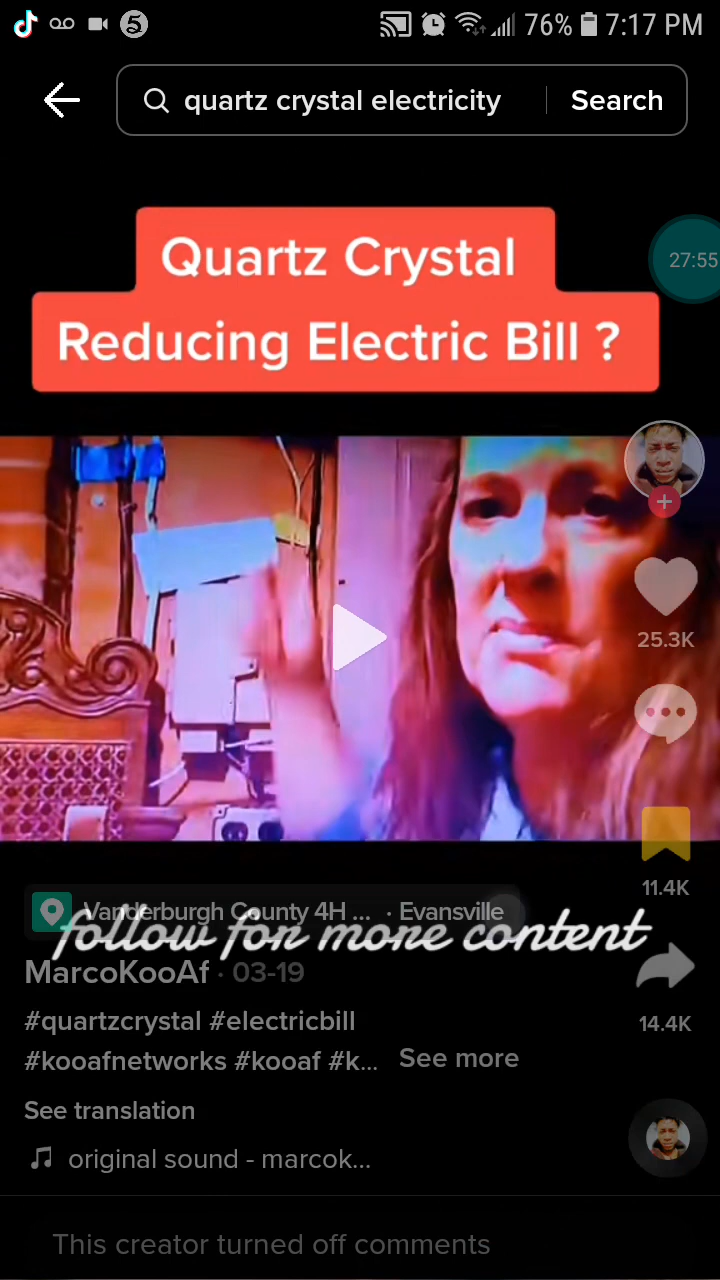 76% 7:17 PM
quartz crystal electricity Search
Quartz Crystal
Reducing Electric Bill ?
27:55
25.3K
11.4K
14.4K
Vanderburgh County 4H ... · Evansville
follow for more content
MarcoKooAf · 03-19
#quartzcrystal #electricbill
#kooafnetworks #kooaf #k... See more
See translation
original sound - marcok...
This creator turned off comments